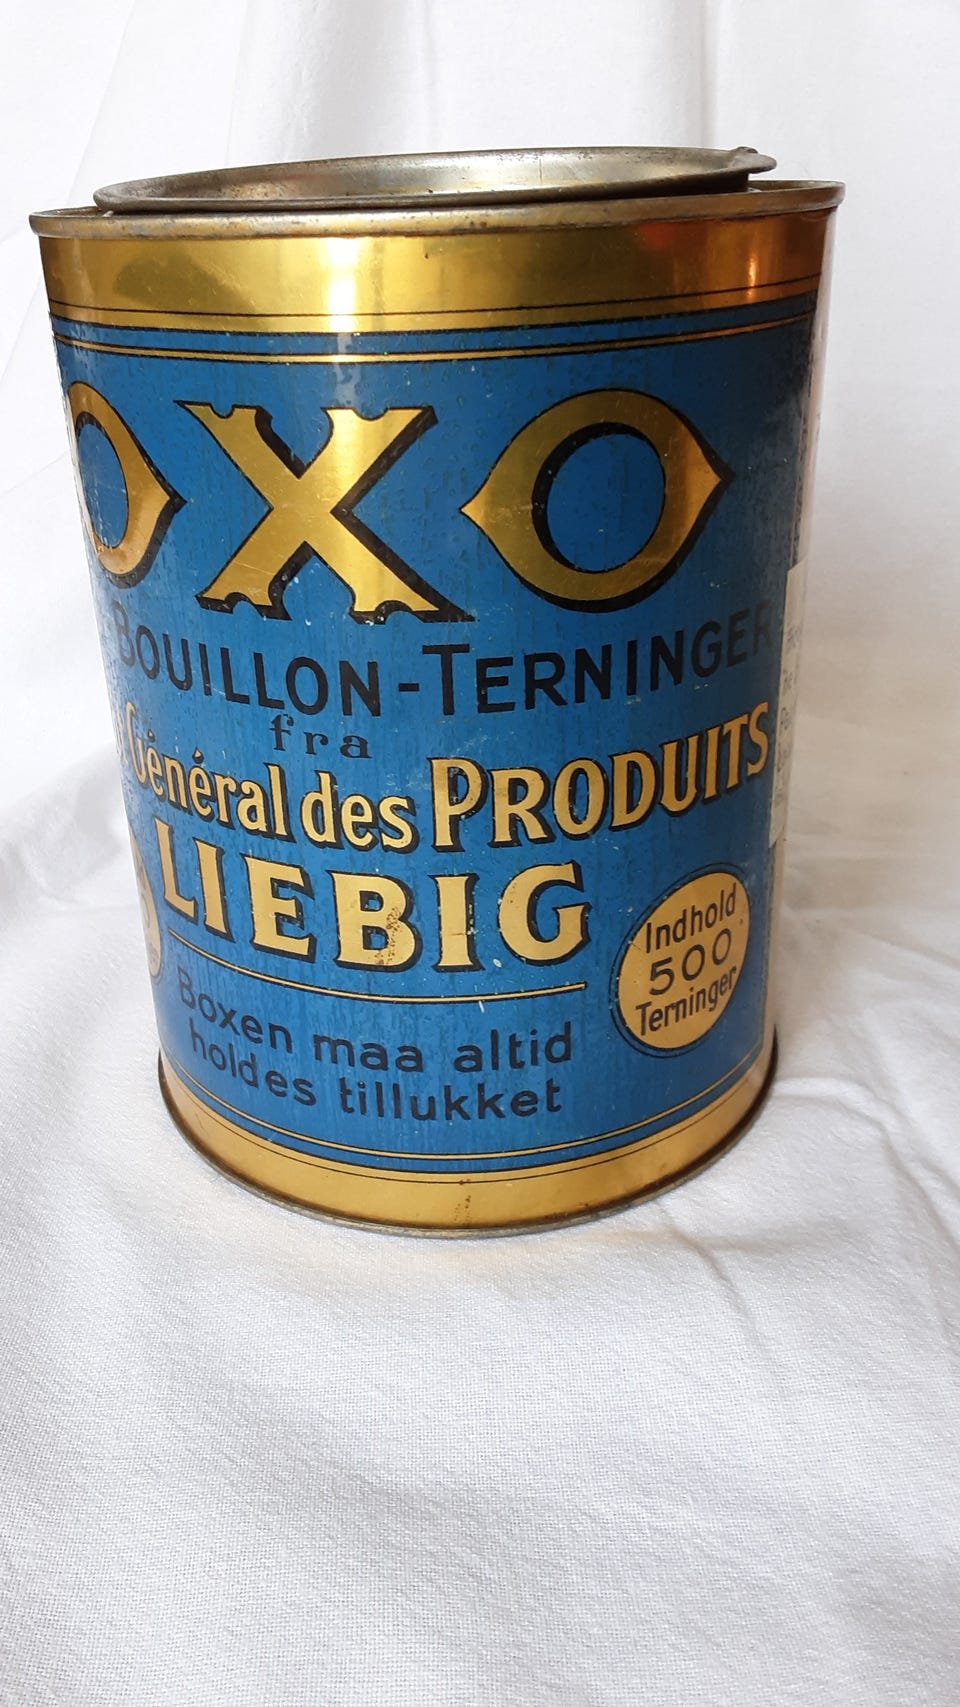 OXO
BOUILLON-TERNINGER
fra
Général des PRODUITS
LIEBIG
Indhold
500
Terninger
Boxen maa altid
holdes tillukket